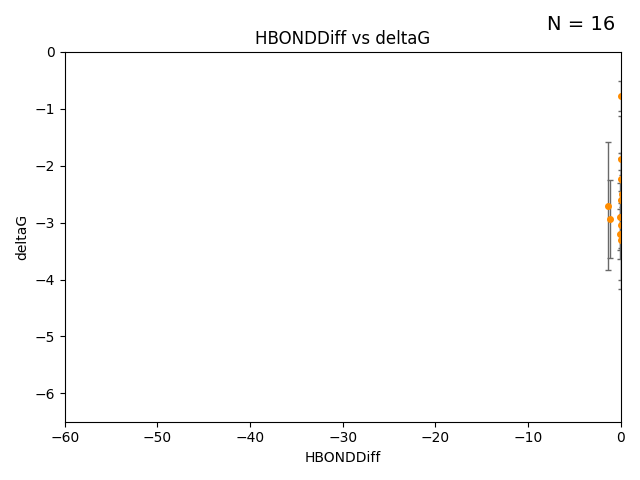 N = 16
HBONDDiff vs deltaG
0
−1
−2
−3
−4
−5
−6
deltaG
−60 −50 −40 −30 −20 −10 0
HBONDDiff